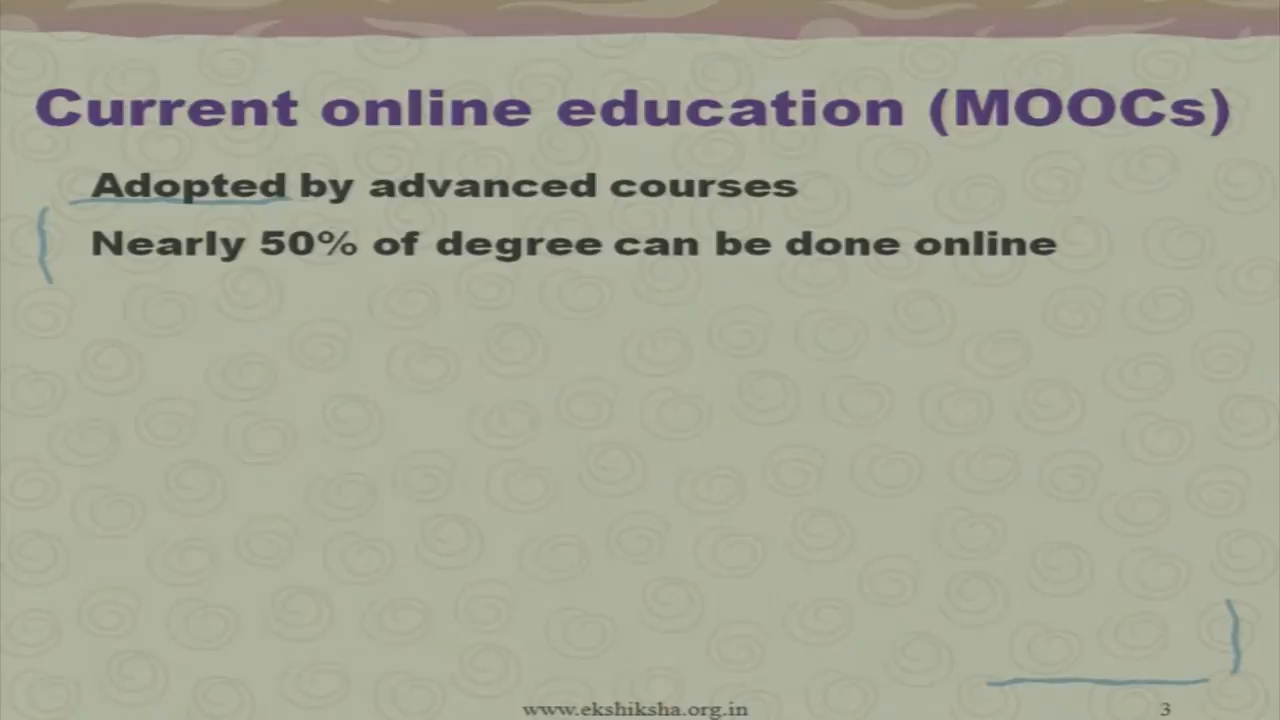 Current online education (MOOCs)
Adopted by advanced courses
Nearly 50% of degree can be done online
www.ekshiksha.org.in
3